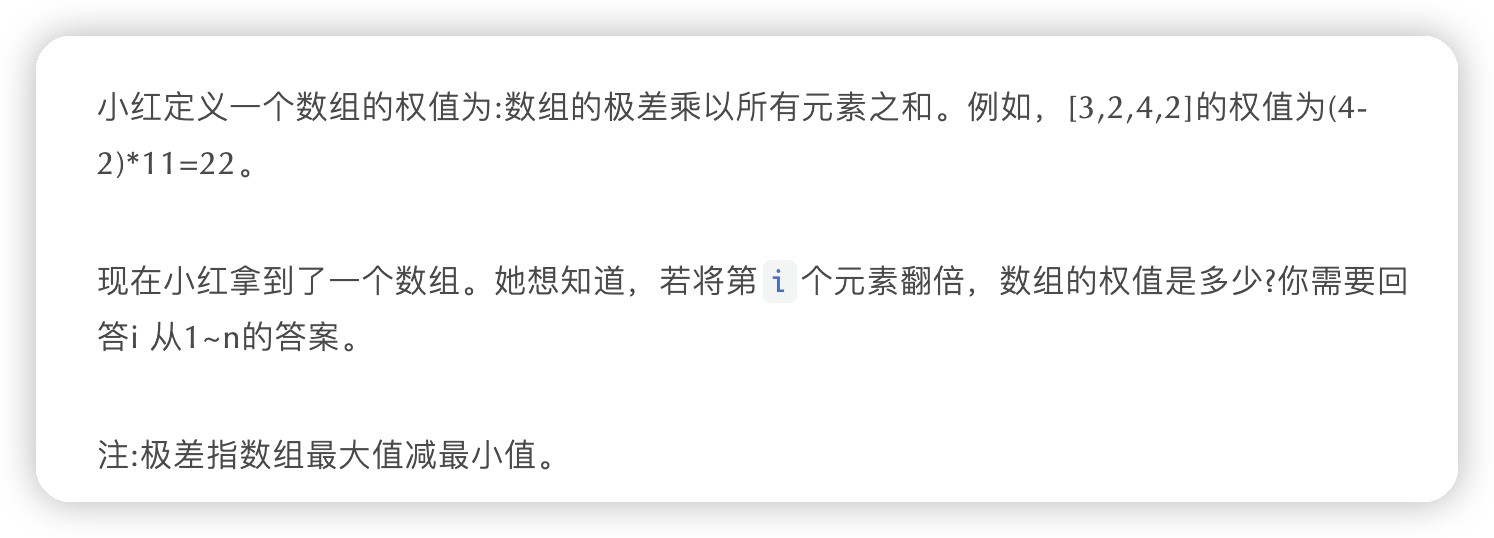 小红定义一个数组的权值为:数组的极差乘以所有元素之和。例如，[3,2,4,2]的权值为(4-
2)*11=22。
现在小红拿到了一个数组。她想知道，若将第 i 个元素翻倍，数组的权值是多少?你需要回
答i 从1~n的答案。
注:极差指数组最大值减最小值。